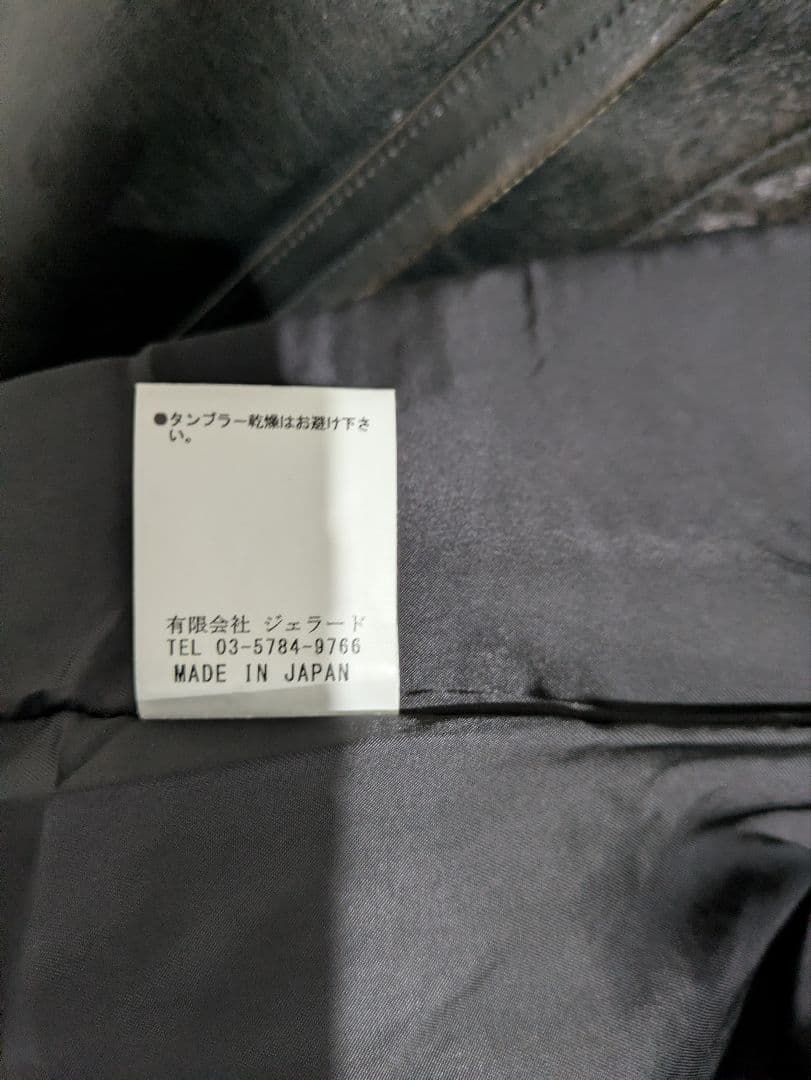 ●タンブラー乾燥はお避け下さ
い。
有限会社 ジェラード
TEL 03-5784-9766
MADE IN JAPAN